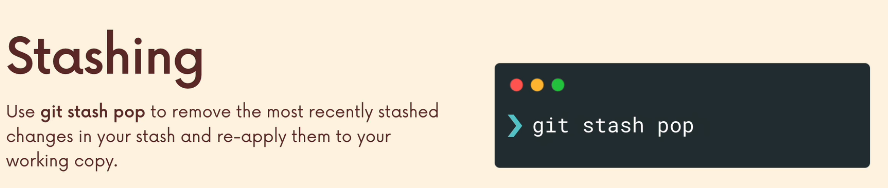 Stashing
Use git stash pop to remove the most recently stashed
changes in your stash and re-apply them to your
working copy.
❯ git stash pop